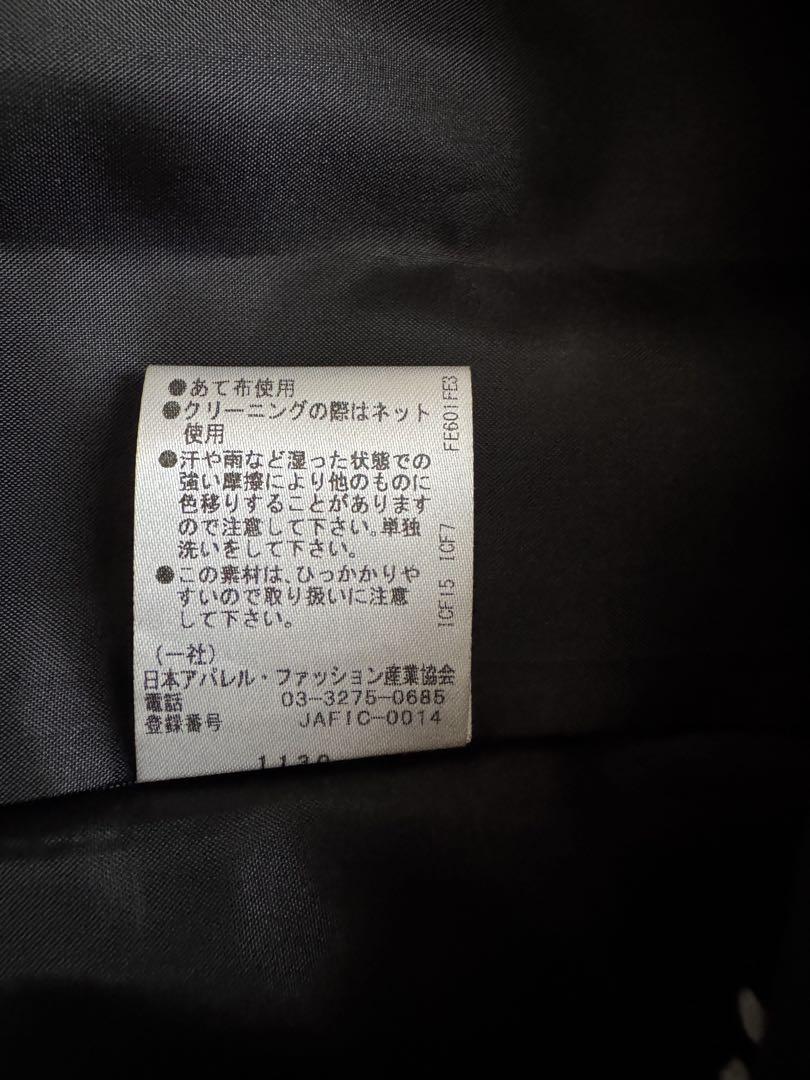 ●あて布使用
●クリーニングの際はネット
使用
●汗や雨など湿った状態での
強い摩擦により他のものに
色移りすることがあります
ので注意して下さい。単独
洗いをして下さい。
●この素材は、ひっかかりや
すいので取り扱いに注意
して下さい。
(一社)
日本アパレル・ファッション産業協会
電話 03-3275-0685
登録番号 JAFIC-0014
FE601FE3
ICF15 ICF7